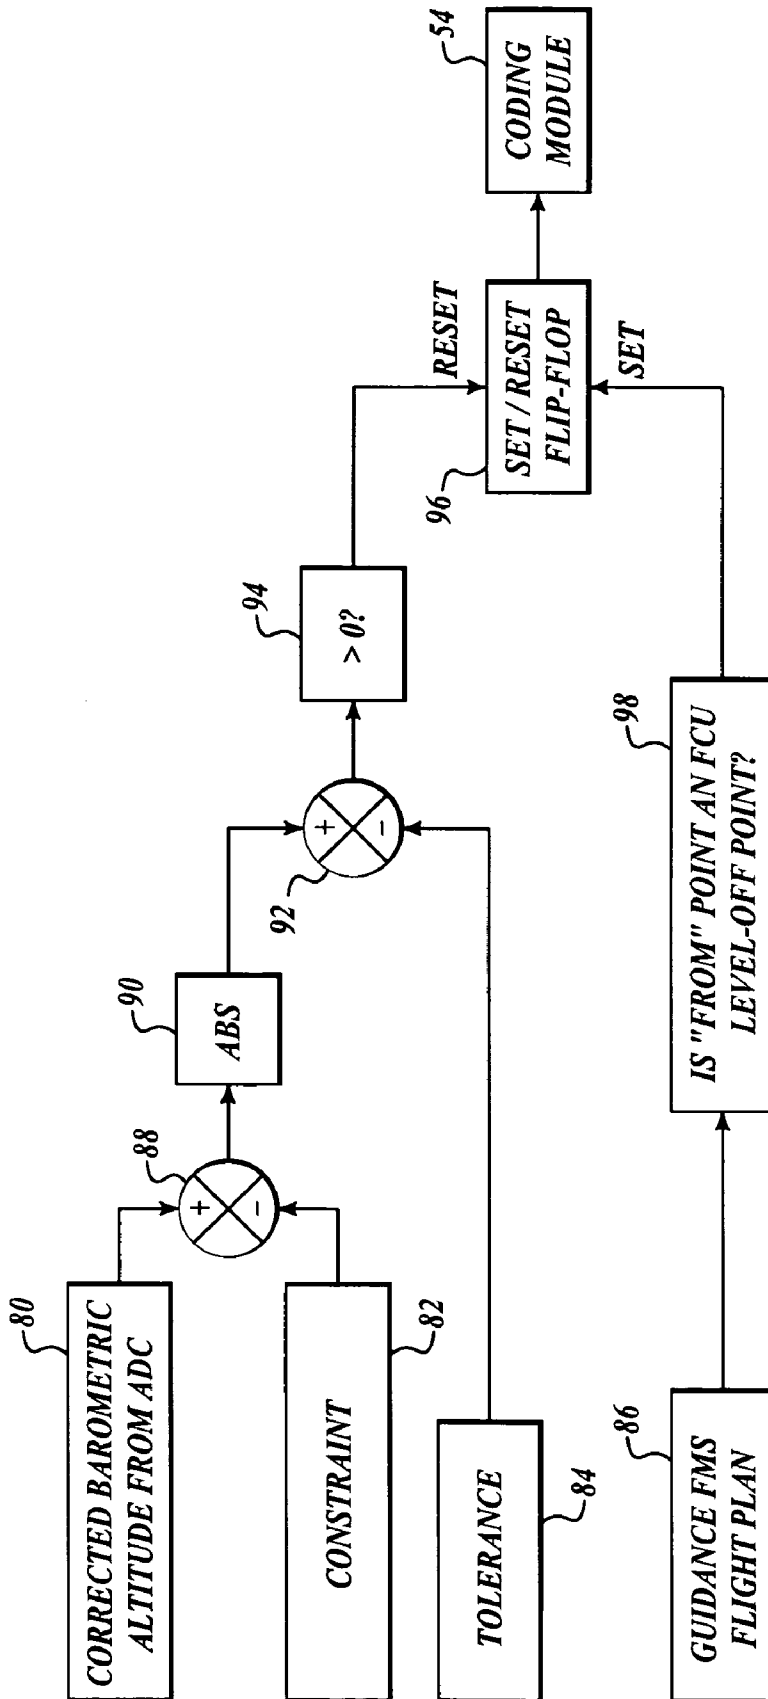 80
CORRECTED BAROMETRIC
ALTITUDE FROM ADC
82
CONSTRAINT
TOLERANCE
84
86
GUIDANCE FMS
FLIGHT PLAN
88
+
−
90
ABS
92
+
−
94
> 0?
98
IS "FROM" POINT AN FCU
LEVEL-OFF POINT?
RESET
96
SET / RESET
FLIP-FLOP
SET
54
CODING
MODULE